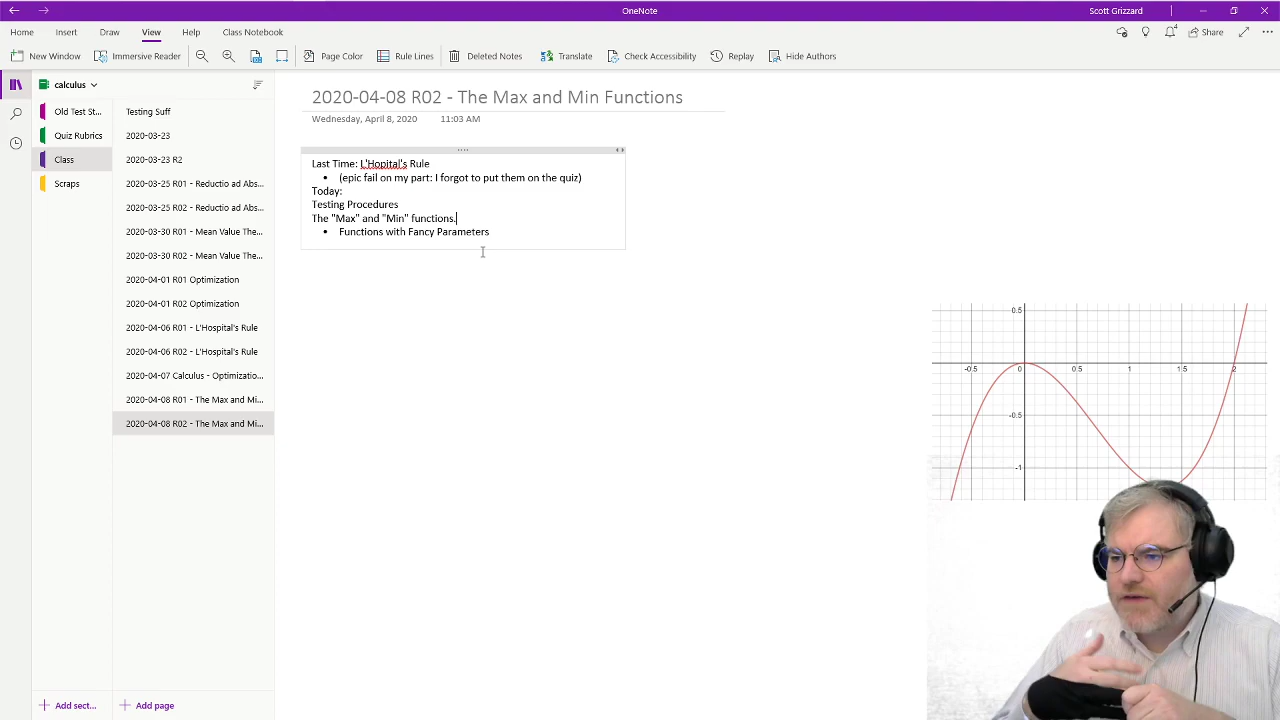 OneNote
Scott Grizzard
Home Insert Draw View Help Class Notebook
Share
New Window Immersive Reader Page Color Rule Lines Deleted Notes Translate Check Accessibility Replay Hide Authors
calculus
Old Test St...
Quiz Rubrics
Class
Scraps
Testing Suff
2020-03-23
2020-03-23 R2
2020-03-25 R01 - Reductio ad Abs...
2020-03-25 R02 - Reductio ad Abs...
2020-03-30 R01 - Mean Value The...
2020-03-30 R02 - Mean Value The...
2020-04-01 R01 Optimization
2020-04-01 R02 Optimization
2020-04-06 R01 - L'Hospital's Rule
2020-04-06 R02 - L'Hospital's Rule
2020-04-07 Calculus - Optimizatio...
2020-04-08 R01 - The Max and Mi...
2020-04-08 R02 - The Max and Mi...
Add sect...
Add page
2020-04-08 R02 - The Max and Min Functions
Wednesday, April 8, 2020 11:03 AM
Last Time: L'Hopital's Rule
• (epic fail on my part: I forgot to put them on the quiz)
Today:
Testing Procedures
The "Max" and "Min" functions.
• Functions with Fancy Parameters
0.5
-0.5 0 0.5 1 1.5 2
-0.5
-1